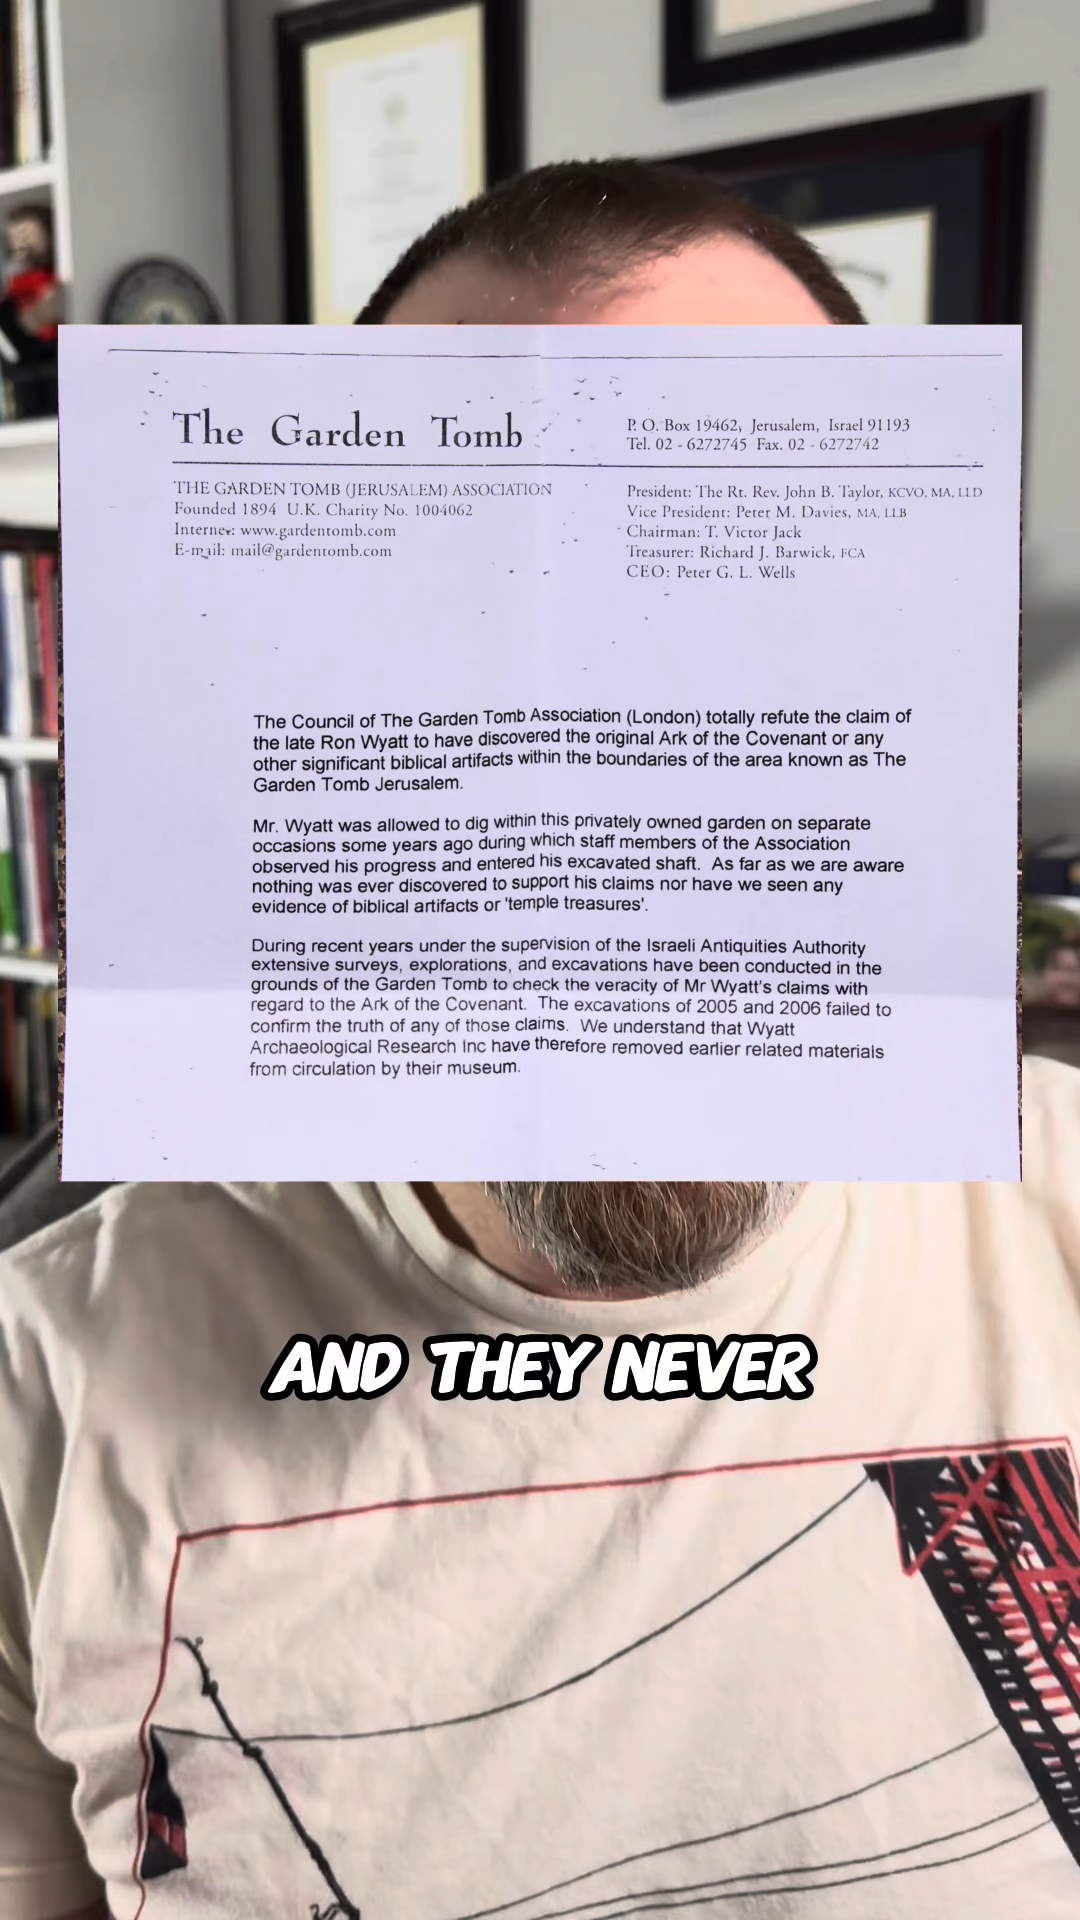 The Garden Tomb
P. O. Box 19462, Jerusalem, Israel 91193
Tel. 02 - 6272745 Fax. 02 - 6272742
THE GARDEN TOMB (JERUSALEM) ASSOCIATION
Founded 1894 U.K. Charity No. 1004062
Internet: www.gardentomb.com
E-mail: mail@gardentomb.com
President: The Rt. Rev. John B. Taylor, KCVO, MA, LLD
Vice President: Peter M. Davies, MA, LLB
Chairman: T. Victor Jack
Treasurer: Richard J. Barwick, FCA
CEO: Peter G. L. Wells
The Council of The Garden Tomb Association (London) totally refute the claim of
the late Ron Wyatt to have discovered the original Ark of the Covenant or any
other significant biblical artifacts within the boundaries of the area known as The
Garden Tomb Jerusalem.
Mr. Wyatt was allowed to dig within this privately owned garden on separate
occasions some years ago during which staff members of the Association
observed his progress and entered his excavated shaft. As far as we are aware
nothing was ever discovered to support his claims nor have we seen any
evidence of biblical artifacts or 'temple treasures'.
During recent years under the supervision of the Israeli Antiquities Authority
extensive surveys, explorations, and excavations have been conducted in the
grounds of the Garden Tomb to check the veracity of Mr Wyatt's claims with
regard to the Ark of the Covenant. The excavations of 2005 and 2006 failed to
confirm the truth of any of those claims. We understand that Wyatt
Archaeological Research Inc have therefore removed earlier related materials
from circulation by their museum.
AND THEY NEVER